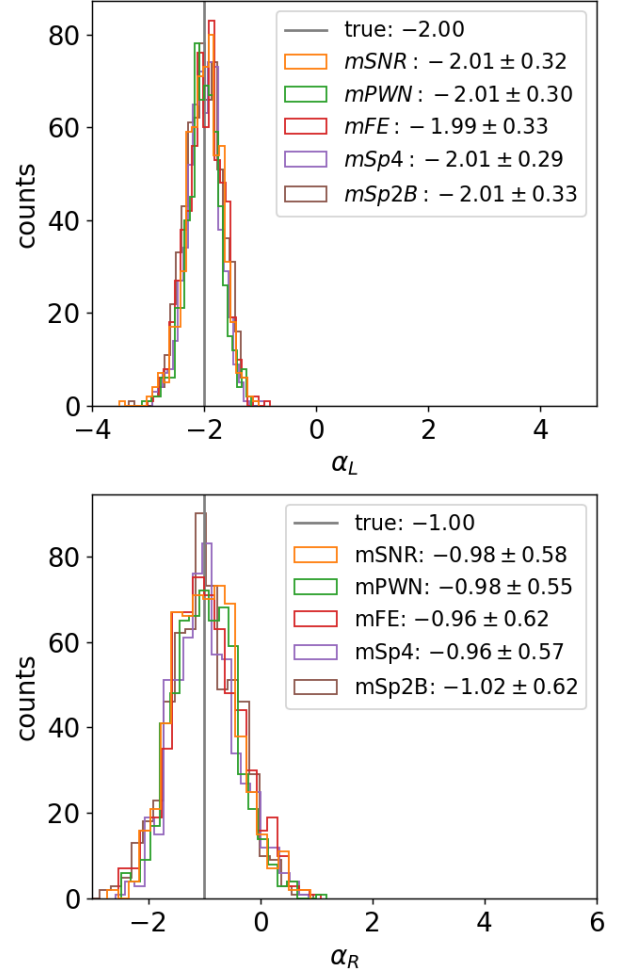 80
60
40
20
0
counts
true: −2.00
mSNR : −2.01 ± 0.32
mPWN : −2.01 ± 0.30
mFE : −1.99 ± 0.33
mSp4 : −2.01 ± 0.29
mSp2B : −2.01 ± 0.33
−4 −2 0 2 4
α_L
80
60
40
20
0
counts
true: −1.00
mSNR: −0.98 ± 0.58
mPWN: −0.98 ± 0.55
mFE: −0.96 ± 0.62
mSp4: −0.96 ± 0.57
mSp2B: −1.02 ± 0.62
−2 0 2 4 6
α_R